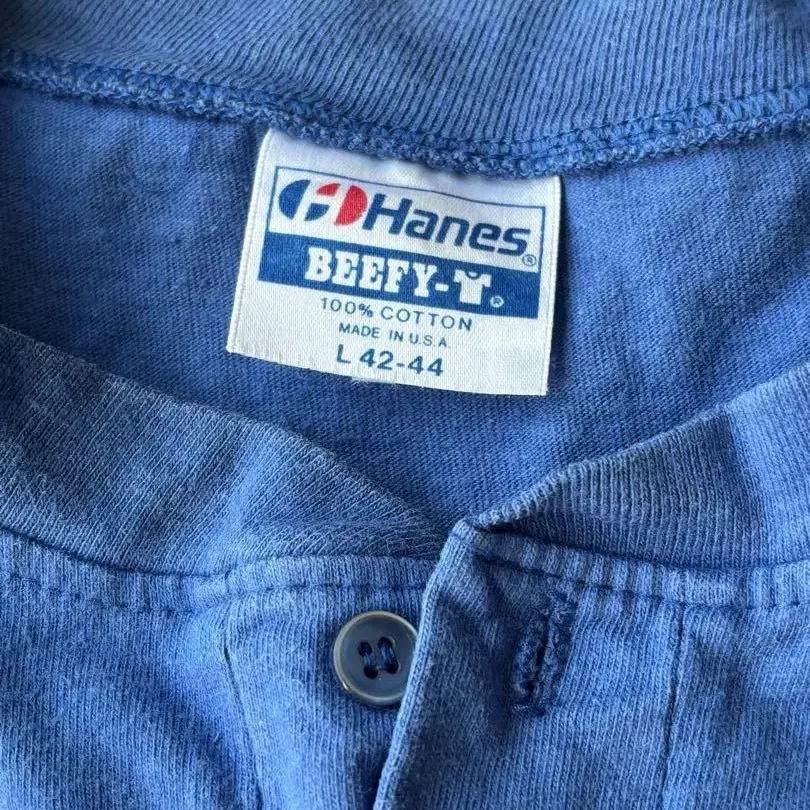 Hanes®
BEEFY-T®
100% COTTON
MADE IN U.S.A.
L 42-44